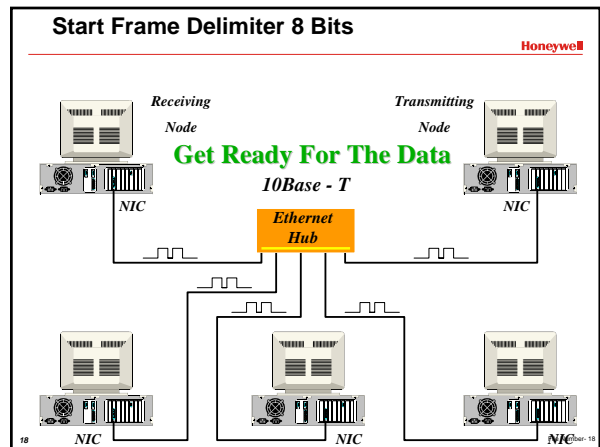 Start Frame Delimiter 8 Bits
Honeywell
Receiving
Node
Transmitting
Node
Get Ready For The Data
10Base - T
NIC
NIC
Ethernet
Hub
18
NIC
NIC
NIC
18